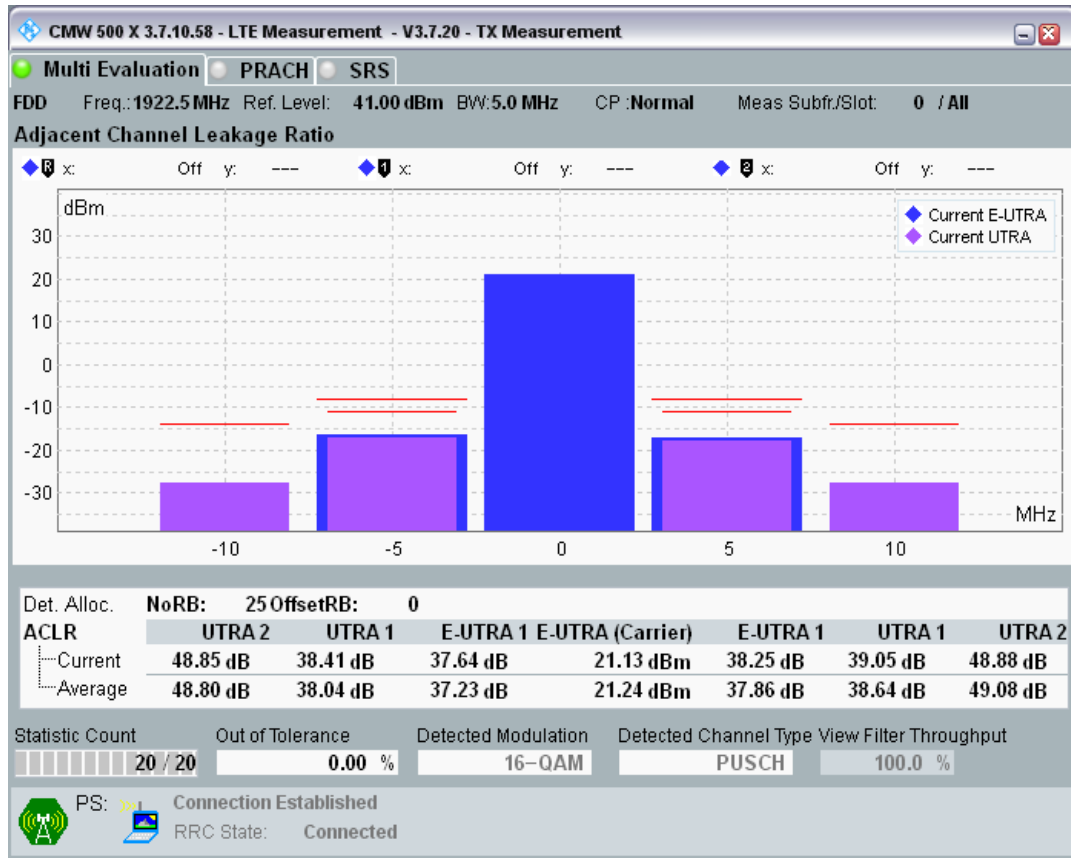 CMW 500 X 3.7.10.58 - LTE Measurement - V3.7.20 - TX Measurement
Multi Evaluation PRACH SRS
FDD Freq.:1922.5 MHz Ref. Level: 41.00 dBm BW:5.0 MHz CP :Normal Meas Subfr./Slot: 0 / All
Adjacent Channel Leakage Ratio
R x: Off y: --- 1 x: Off y: --- 2 x: Off y: ---
dBm
Current E-UTRA
Current UTRA
30
20
10
0
-10
-20
-30
MHz
-10 -5 0 5 10
Det. Alloc. NoRB: 25 OffsetRB: 0
ACLR UTRA 2 UTRA 1 E-UTRA 1 E-UTRA (Carrier) E-UTRA 1 UTRA 1 UTRA 2
Current 48.85 dB 38.41 dB 37.64 dB 21.13 dBm 38.25 dB 39.05 dB 48.88 dB
Average 48.80 dB 38.04 dB 37.23 dB 21.24 dBm 37.86 dB 38.64 dB 49.08 dB
Statistic Count Out of Tolerance Detected Modulation Detected Channel Type View Filter Throughput
20 / 20 0.00 % 16-QAM PUSCH 100.0 %
PS: Connection Established
RRC State: Connected